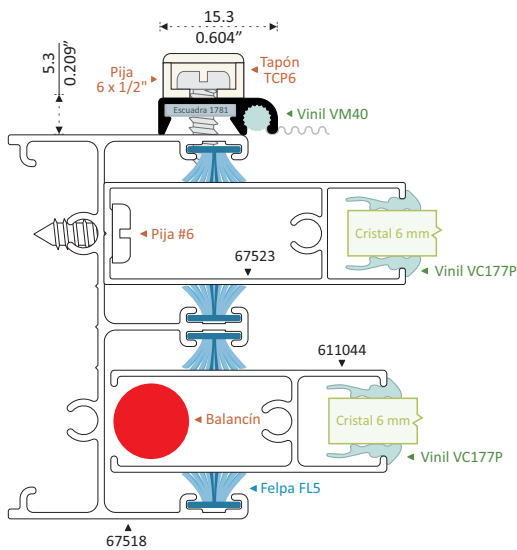 15.3
0.604”
5.3
0.209”
Pija
6 x 1/2"
Tapón
TCP6
Escuadra 1781
Vinil VM40
Pija #6
67523
Cristal 6 mm
Vinil VC177P
611044
Balancín
Cristal 6 mm
Vinil VC177P
Felpa FL5
67518